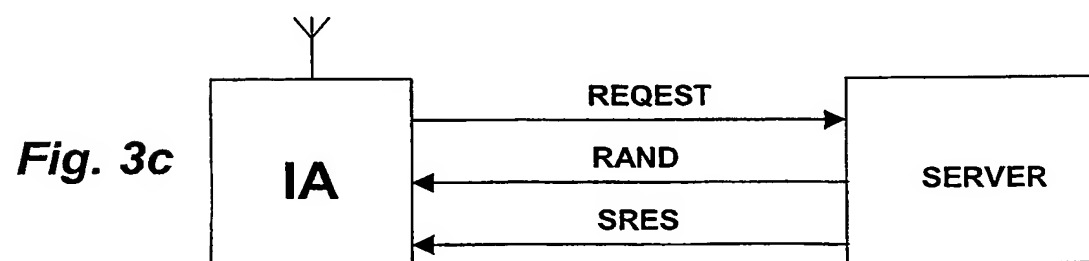 REQEST
Fig. 3c
IA
RAND
SERVER
SRES